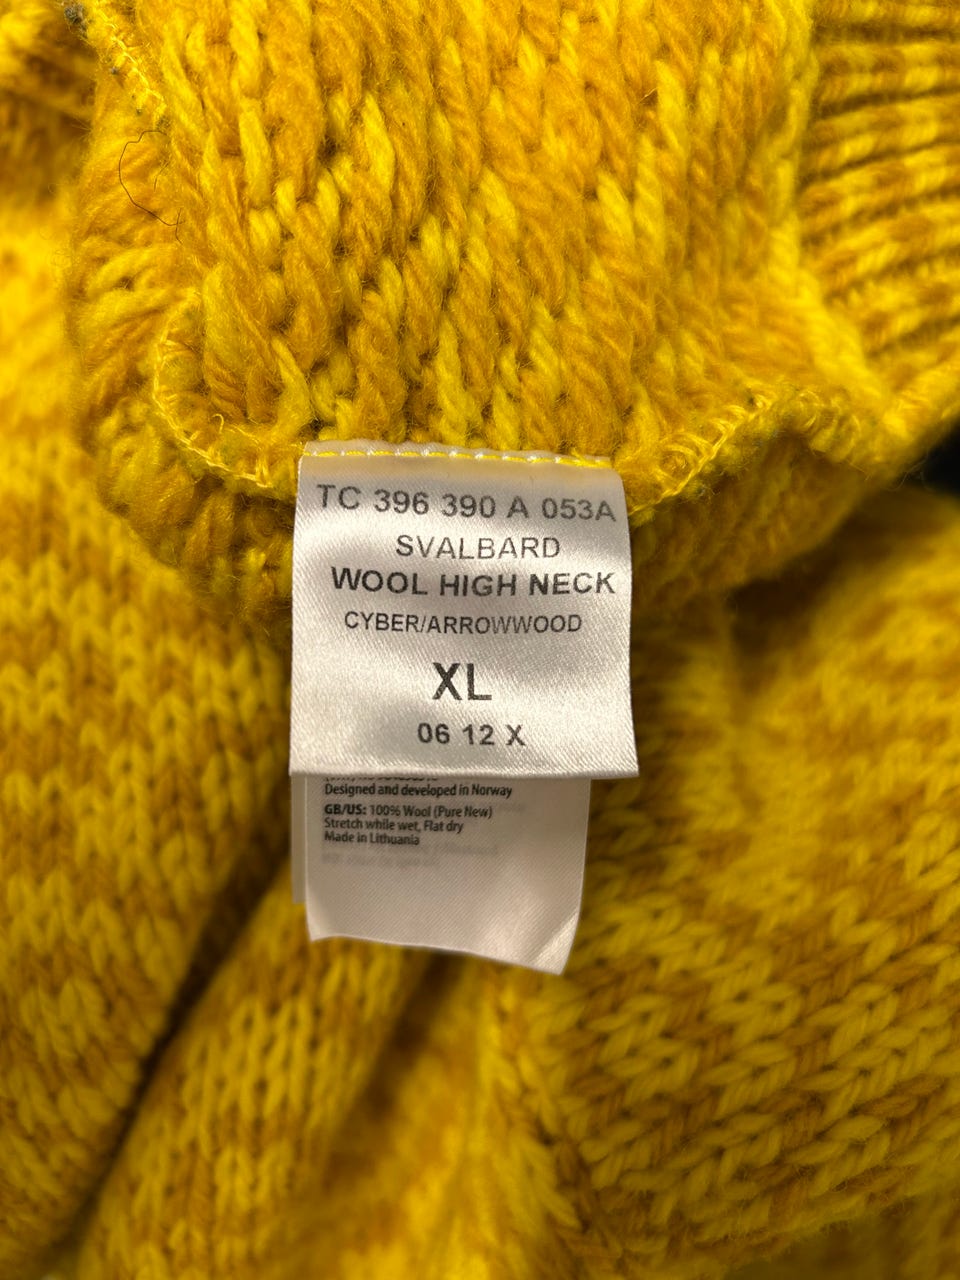 TC 396 390 A 053A
SVALBARD
WOOL HIGH NECK
CYBER/ARROWWOOD
XL
06 12 X
Designed and developed in Norway
GB/US: 100% Wool (Pure New)
Stretch while wet, Flat dry
Made in Lithuania